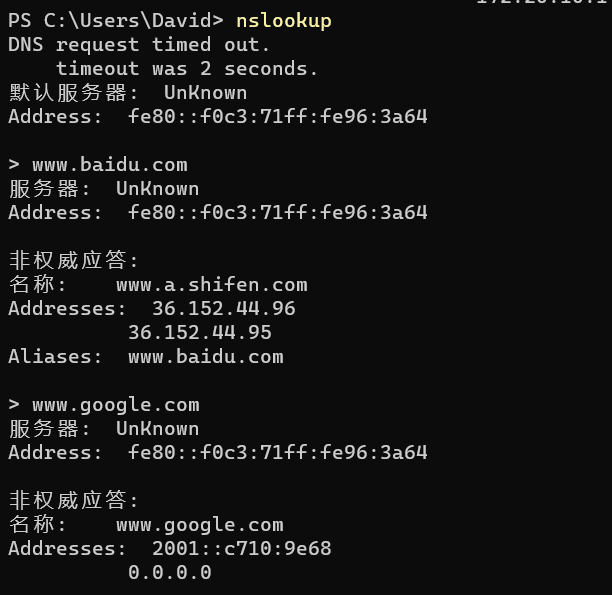 PS C:\Users\David> nslookup
DNS request timed out.
    timeout was 2 seconds.
默认服务器:  UnKnown
Address:  fe80::f0c3:71ff:fe96:3a64

> www.baidu.com
服务器:  UnKnown
Address:  fe80::f0c3:71ff:fe96:3a64

非权威应答:
名称:    www.a.shifen.com
Addresses:  36.152.44.96
          36.152.44.95
Aliases:  www.baidu.com

> www.google.com
服务器:  UnKnown
Address:  fe80::f0c3:71ff:fe96:3a64

非权威应答:
名称:    www.google.com
Addresses:  2001::c710:9e68
          0.0.0.0